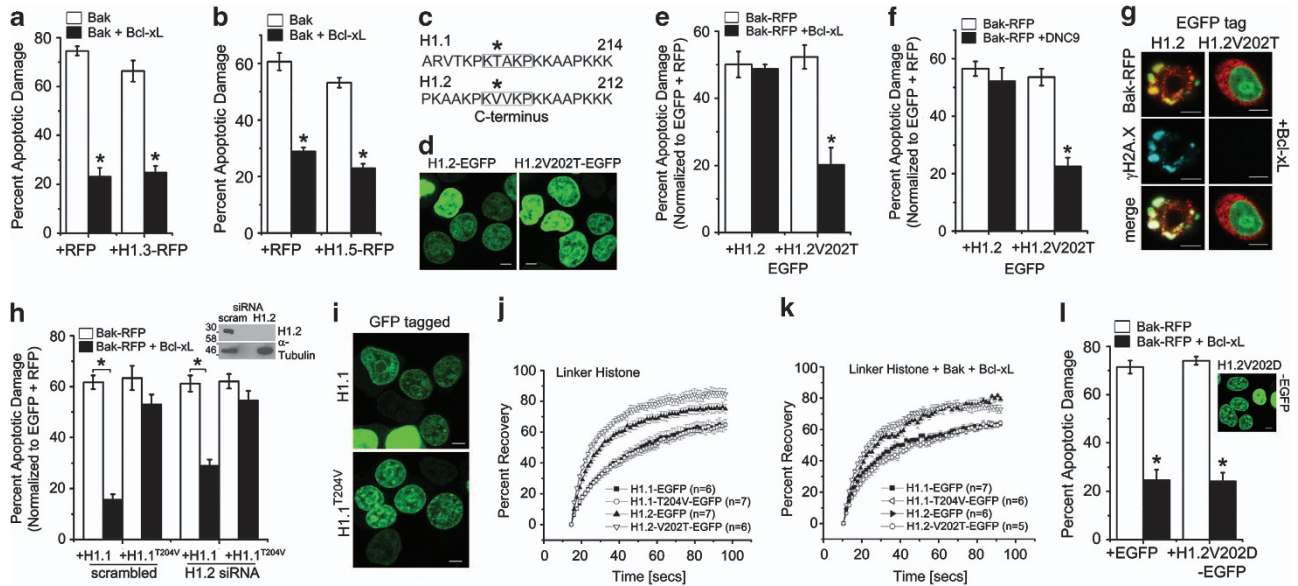 a
Bak
Bak + Bcl-xL
Percent Apoptotic Damage
80
60
40
20
0
*
*
+RFP
+H1.3-RFP
b
Bak
Bak + Bcl-xL
Percent Apoptotic Damage
80
60
40
20
0
*
*
+RFP
+H1.5-RFP
c
H1.1 * 214
ARVTKPKTAKPKKAAPKKK
H1.2 * 212
PKAAKPKVVKPKKAAPKKK
C-terminus
d
H1.2-EGFP H1.2V202T-EGFP
e
Bak-RFP
Bak-RFP +Bcl-xL
Percent Apoptotic Damage
(Normalized to EGFP + RFP)
80
60
40
20
0
*
+H1.2 +H1.2V202T
EGFP
f
Bak-RFP
Bak-RFP +DNC9
Percent Apoptotic Damage
(Normalized to EGFP + RFP)
80
60
40
20
0
*
+H1.2 +H1.2V202T
EGFP
g
EGFP tag
H1.2 H1.2V202T
Bak-RFP
γH2A.X
merge
+Bcl-xL
h
Bak-RFP
Bak-RFP + Bcl-xL
siRNA
scram H1.2
30
58
46
H1.2
α-
Tubulin
Percent Apoptotic Damage
(Normalized to EGFP + RFP)
80
60
40
20
0
*
*
+H1.1 +H1.1T204V +H1.1 +H1.1T204V
scrambled
H1.2 siRNA
i
GFP tagged
H1.1
H1.1T204V
j
Linker Histone
Percent Recovery
100
80
60
40
20
0
H1.1-EGFP (n=6)
H1.1-T204V-EGFP (n=7)
H1.2-EGFP (n=7)
H1.2-V202T-EGFP (n=6)
0 20 40 60 80 100
Time [secs]
k
Linker Histone + Bak + Bcl-xL
Percent Recovery
100
80
60
40
20
0
H1.1-EGFP (n=7)
H1.1-T204V-EGFP (n=6)
H1.2-EGFP (n=6)
H1.2-V202T-EGFP (n=5)
0 20 40 60 80 100
Time [secs]
l
Bak-RFP
Bak-RFP + Bcl-xL
H1.2V202D
-EGFP
Percent Apoptotic Damage
80
60
40
20
0
*
*
+EGFP
+H1.2V202D
-EGFP